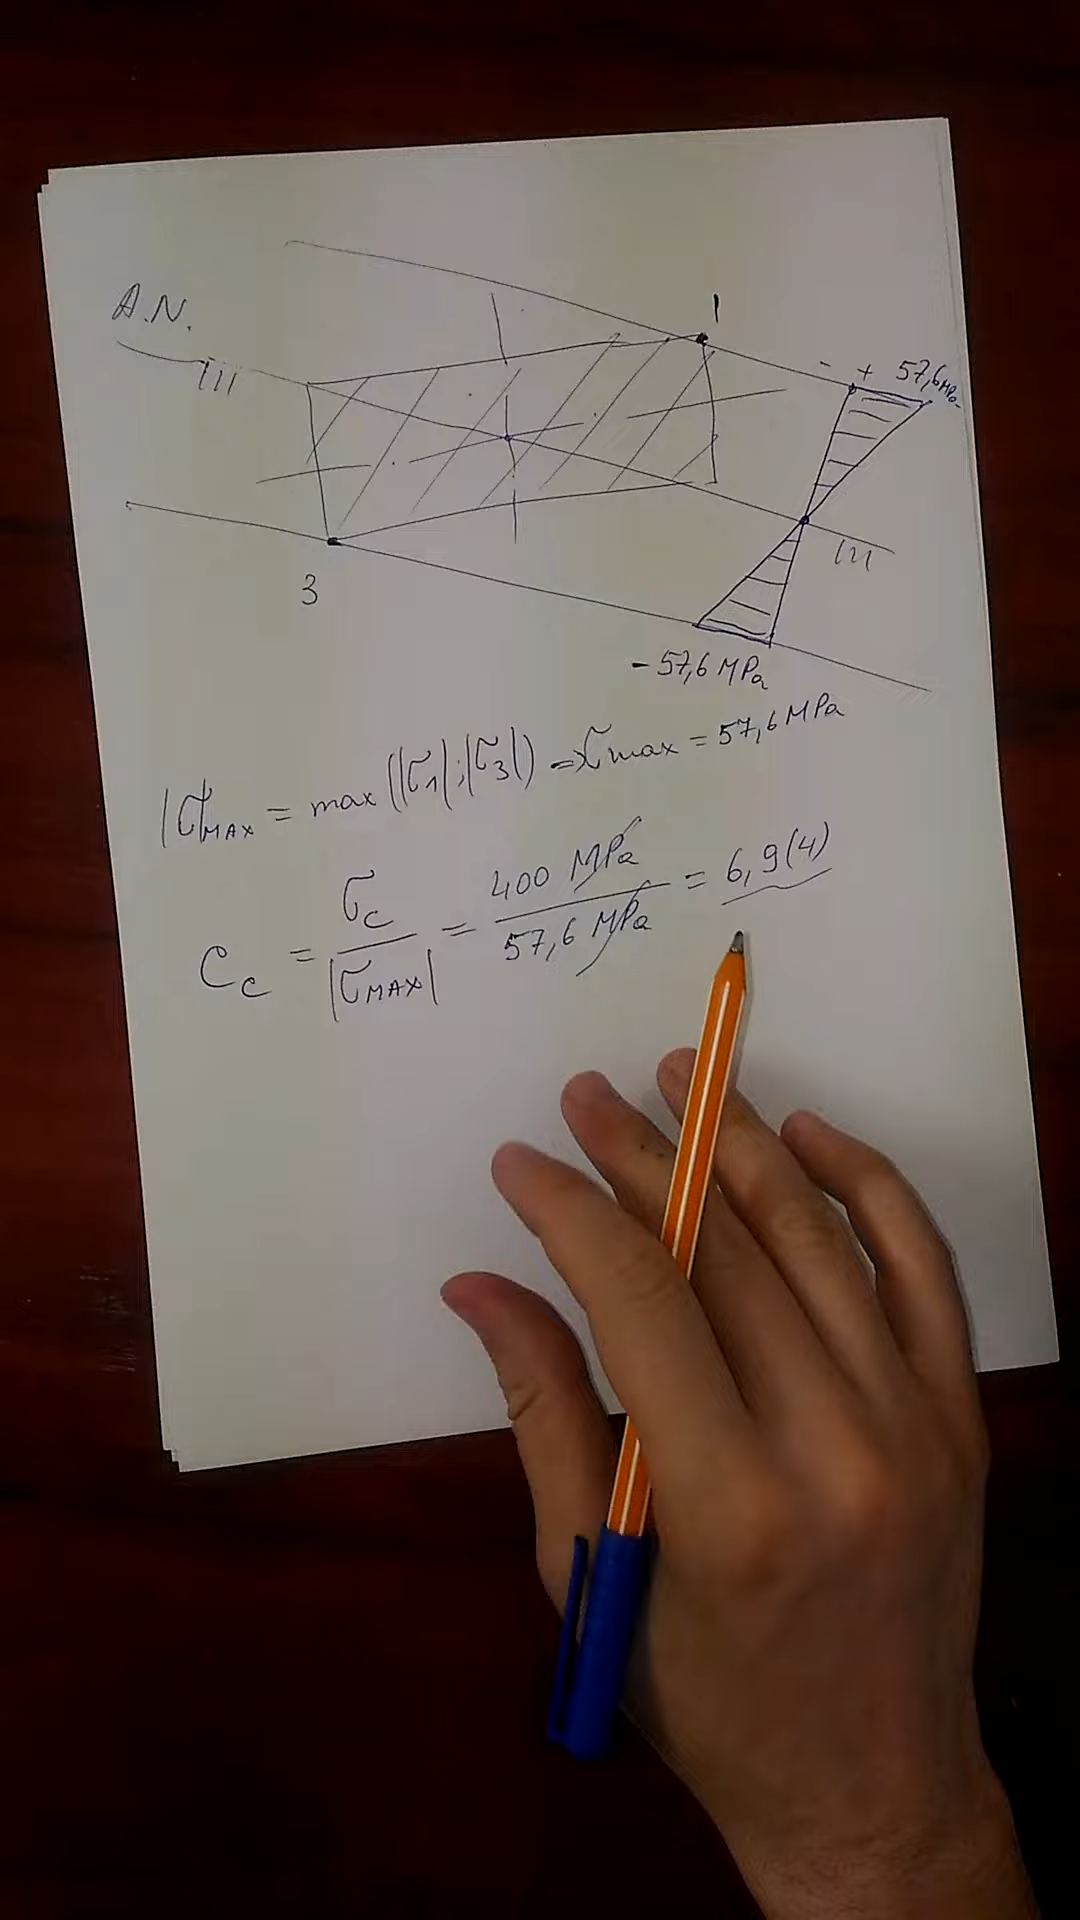 1
A.N.
- + 57,6 MPa
3
- 57,6 MPa
|σ|MAX = max (|σ1|;|σ3|) => σmax = 57,6 MPa
Cc = σc / |σMAX| = 400 MPa / 57,6 MPa = 6,9(4)